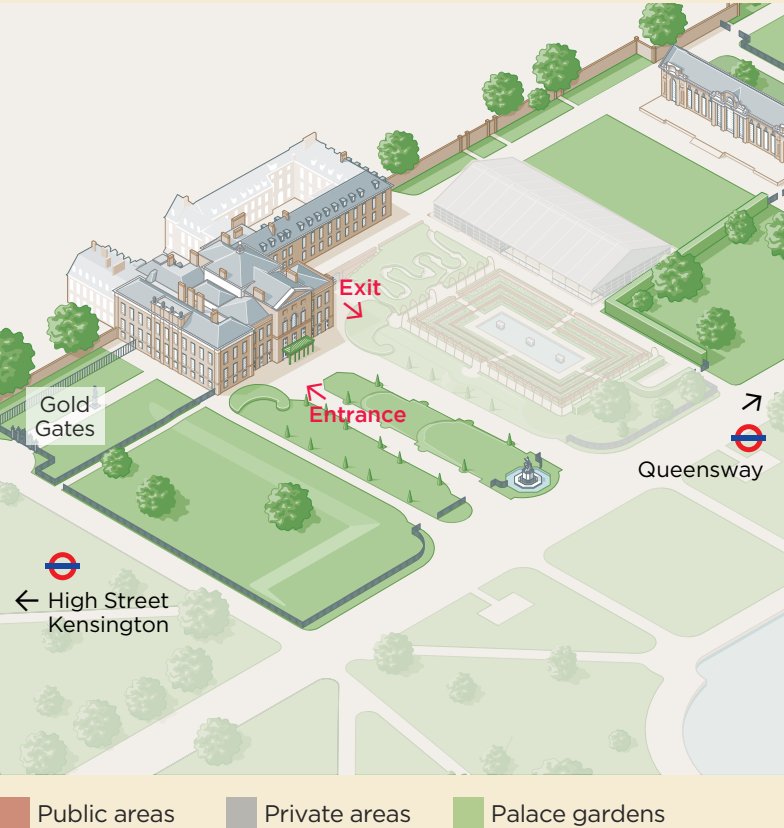 Exit
Entrance
Gold
Gates
Queensway
High Street
Kensington
Public areas
Private areas
Palace gardens